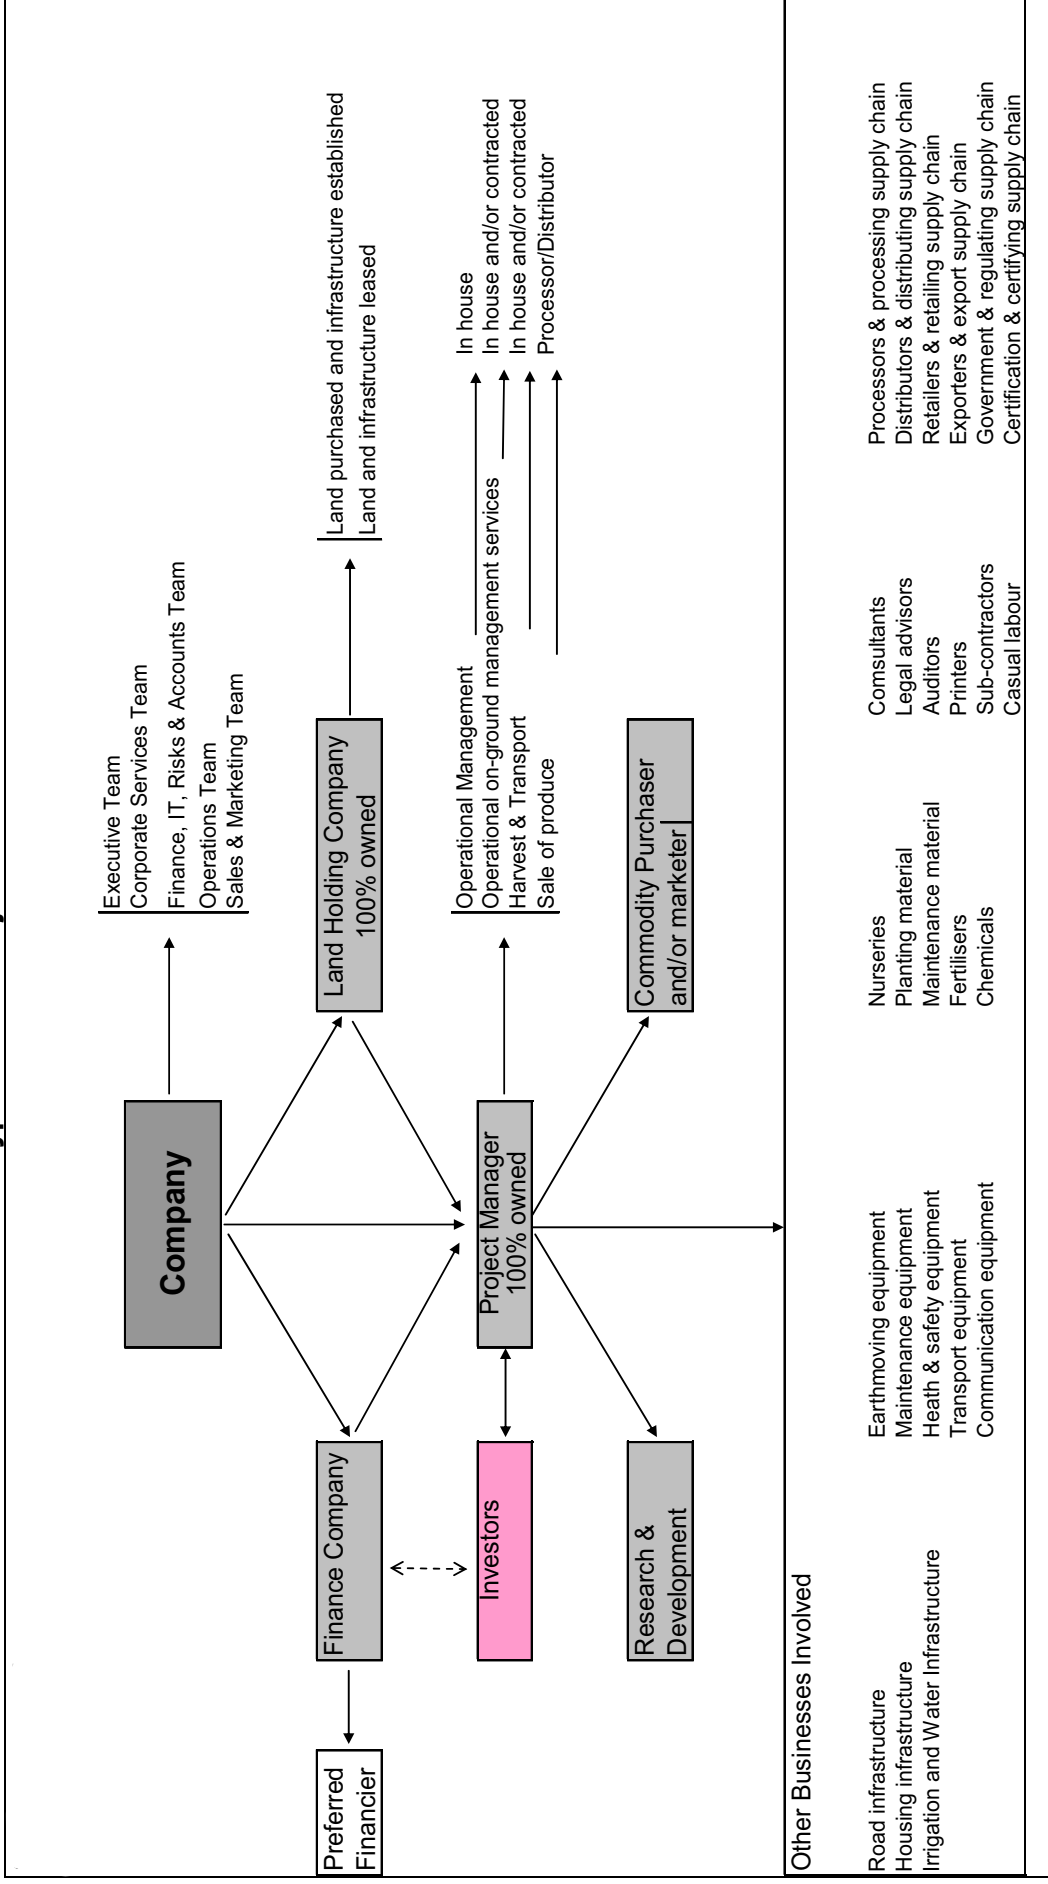 Company
Executive Team
Corporate Services Team
Finance, IT, Risks & Accounts Team
Operations Team
Sales & Marketing Team
Preferred
Financier
Finance Company
Land Holding Company
100% owned
Land purchased and infrastructure established
Land and infrastructure leased
Investors
Project Manager
100% owned
Operational Management
Operational on-ground management services
Harvest & Transport
Sale of produce
In house
In house and/or contracted
In house and/or contracted
Processor/Distributor
Research &
Development
Commodity Purchaser
and/or marketer
Other Businesses Involved
Road infrastructure
Housing infrastructure
Irrigation and Water Infrastructure
Earthmoving equipment
Maintenance equipment
Heath & safety equipment
Transport equipment
Communication equipment
Nurseries
Planting material
Maintenance material
Fertilisers
Chemicals
Comsultants
Legal advisors
Auditors
Printers
Sub-contractors
Casual labour
Processors & processing supply chain
Distributors & distributing supply chain
Retailers & retailing supply chain
Exporters & export supply chain
Government & regulating supply chain
Certification & certifying supply chain